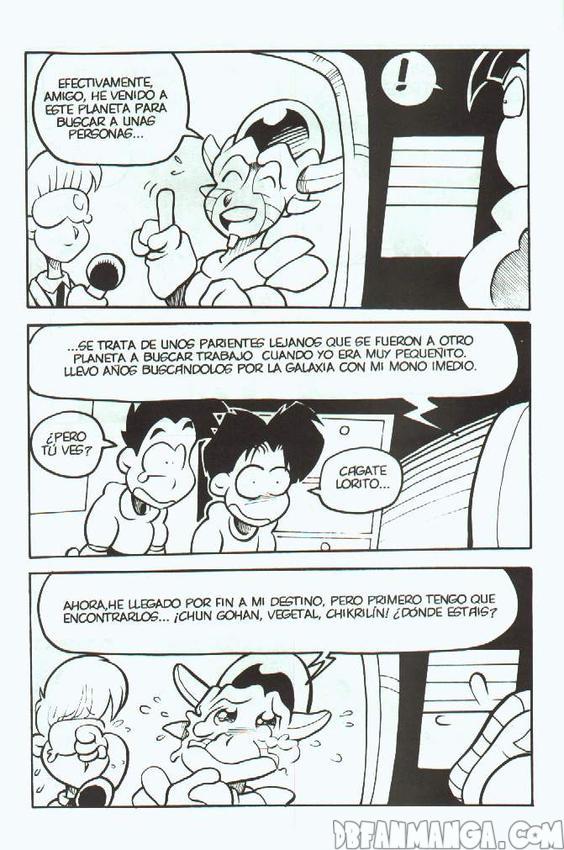 EFECTIVAMENTE,
AMIGO, HE VENIDO A
ESTE PLANETA PARA
BUSCAR A UNAS
PERSONAS...
!
...SE TRATA DE UNOS PARIENTES LEJANOS QUE SE FUERON A OTRO
PLANETA A BUSCAR TRABAJO CUANDO YO ERA MUY PEQUEÑITO.
LLEVO AÑOS BUSCÁNDOLOS POR LA GALAXIA CON MI MONO IMEDIO.
¿PERO
TÚ VES?
CÁGATE
LORITO...
AHORA,HE LLEGADO POR FIN A MI DESTINO, PERO PRIMERO TENGO QUE
ENCONTRARLOS... ¡CHUN GOHAN, VEGETAL, CHIKRILÍN! ¿DÓNDE ESTÁIS?
DBFANMANGA.COM